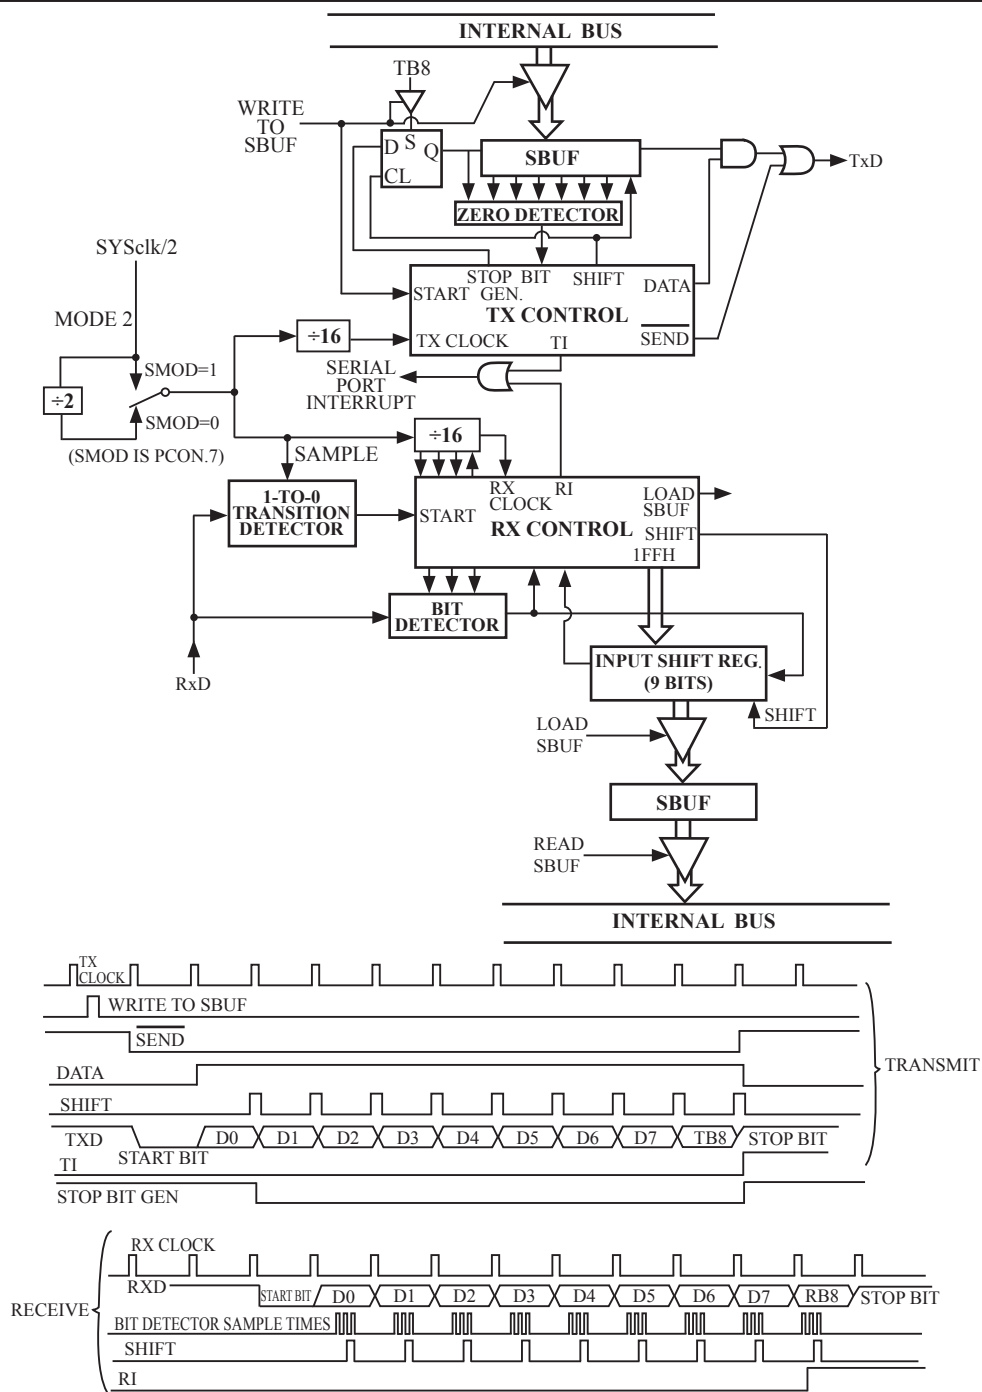 INTERNAL BUS
TB8
WRITE
TO
SBUF
D S Q
CL
SBUF
TxD
ZERO DETECTOR
SYSclk/2
STOP BIT
GEN.
SHIFT
DATA
START
TX CONTROL
MODE 2
÷16
TX CLOCK
TI
SEND
SERIAL
PORT
INTERRUPT
SMOD=1
÷2
SMOD=0
(SMOD IS PCON.7)
÷16
SAMPLE
1-TO-0
TRANSITION
DETECTOR
RX
CLOCK
RI
LOAD
SBUF
START
RX CONTROL
SHIFT
1FFH
BIT
DETECTOR
RxD
INPUT SHIFT REG.
(9 BITS)
SHIFT
LOAD
SBUF
SBUF
READ
SBUF
INTERNAL BUS
TX
CLOCK
WRITE TO SBUF
SEND
DATA
SHIFT
TXD
START BIT
D0 D1 D2 D3 D4 D5 D6 D7 TB8 STOP BIT
TI
STOP BIT GEN
TRANSMIT
RX CLOCK
RXD
START BIT D0 D1 D2 D3 D4 D5 D6 D7 RB8 STOP BIT
RECEIVE
BIT DETECTOR SAMPLE TIMES
SHIFT
RI